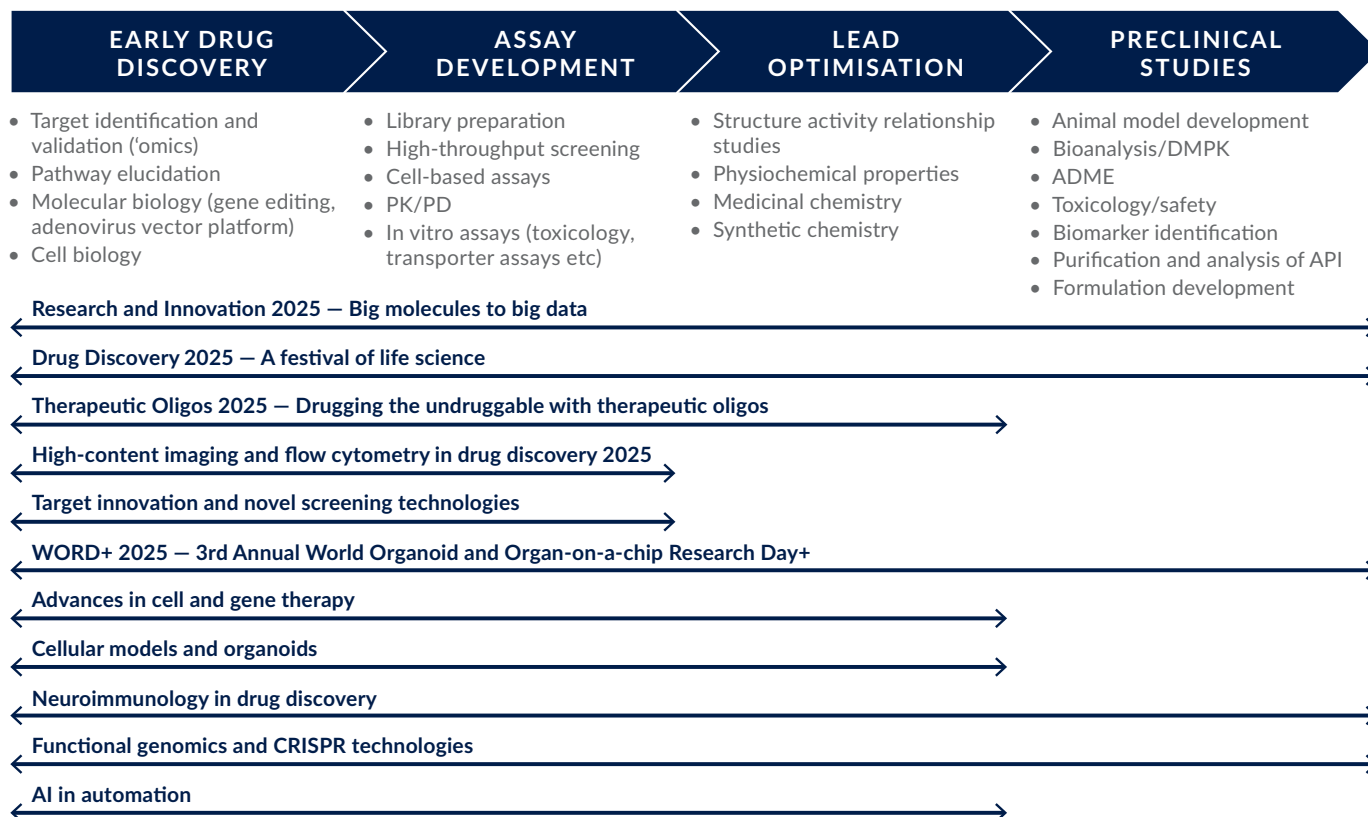 EARLY DRUG
DISCOVERY
ASSAY
DEVELOPMENT
LEAD
OPTIMISATION
PRECLINICAL
STUDIES
• Target identification and
validation (‘omics)
• Pathway elucidation
• Molecular biology (gene editing,
adenovirus vector platform)
• Cell biology
• Library preparation
• High-throughput screening
• Cell-based assays
• PK/PD
• In vitro assays (toxicology,
transporter assays etc)
• Structure activity relationship
studies
• Physiochemical properties
• Medicinal chemistry
• Synthetic chemistry
• Animal model development
• Bioanalysis/DMPK
• ADME
• Toxicology/safety
• Biomarker identification
• Purification and analysis of API
• Formulation development
Research and Innovation 2025 — Big molecules to big data
Drug Discovery 2025 — A festival of life science
Therapeutic Oligos 2025 — Drugging the undruggable with therapeutic oligos
High-content imaging and flow cytometry in drug discovery 2025
Target innovation and novel screening technologies
WORD+ 2025 — 3rd Annual World Organoid and Organ-on-a-chip Research Day+
Advances in cell and gene therapy
Cellular models and organoids
Neuroimmunology in drug discovery
Functional genomics and CRISPR technologies
AI in automation